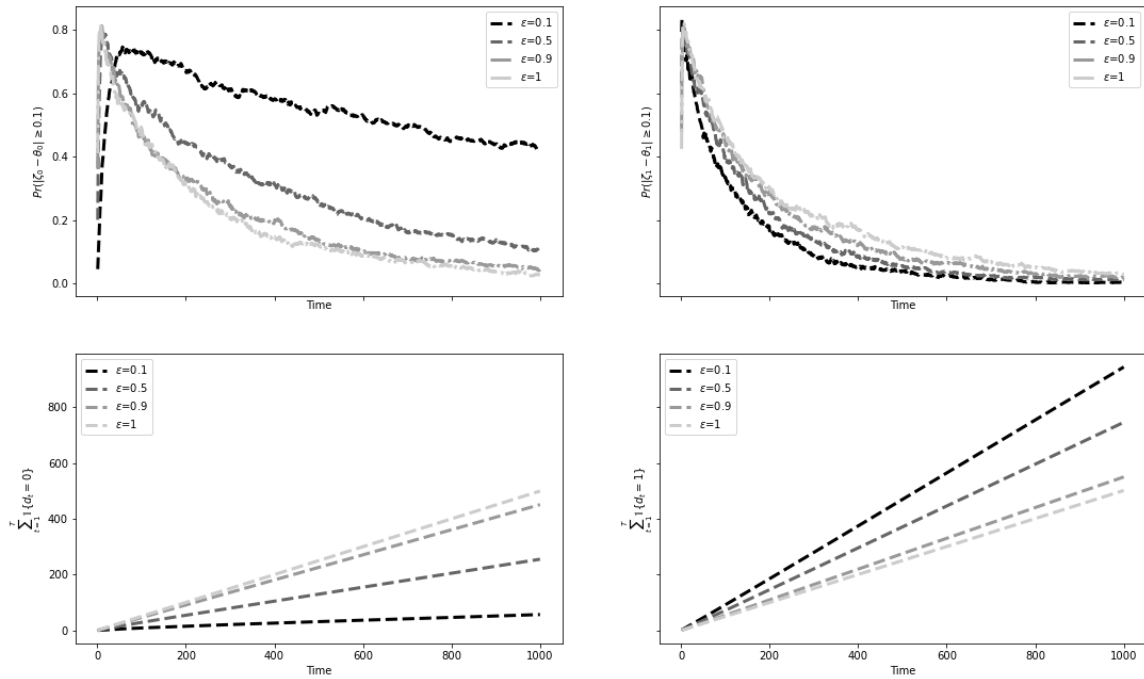 Pr(|ζ₀ − θ₀| ≥ 0.1)
0.8
0.6
0.4
0.2
0.0
ε=0.1
ε=0.5
ε=0.9
ε=1
Time
Pr(|ζ₁ − θ₁| ≥ 0.1)
ε=0.1
ε=0.5
ε=0.9
ε=1
Time
∑ᵀₜ₌₁ 1{dₜ = 0}
800
600
400
200
0
ε=0.1
ε=0.5
ε=0.9
ε=1
0 200 400 600 800 1000
Time
∑ᵀₜ₌₁ 1{dₜ = 1}
ε=0.1
ε=0.5
ε=0.9
ε=1
0 200 400 600 800 1000
Time